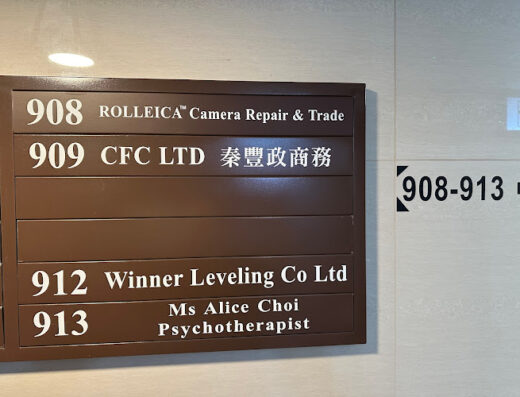 908 ROLLEICA™ Camera Repair & Trade
909 CFC LTD 秦豐政商務
912 Winner Leveling Co Ltd
913 Ms Alice Choi
Psychotherapist
908-913